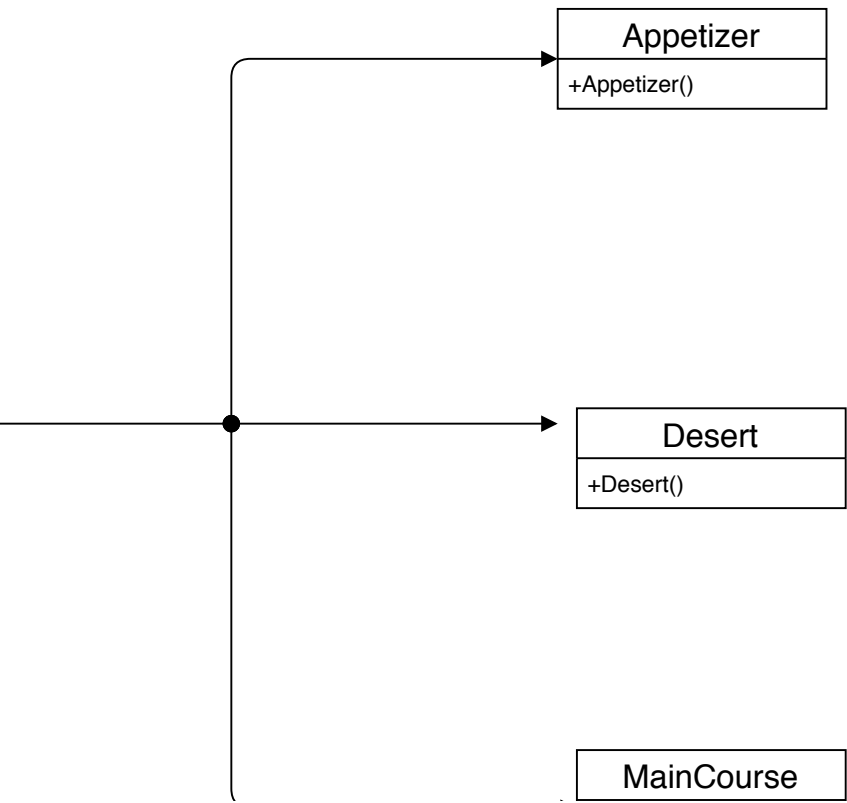 Appetizer
+Appetizer()
Desert
+Desert()
MainCourse